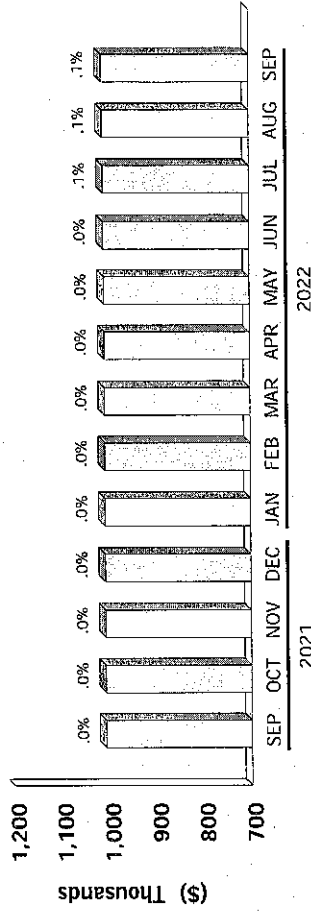 ($) Thousands
1,200
1,100
1,000
900
800
700
.0% .0% .0% .0% .0% .0% .0% .0% .0% .0% .1% .1% .1%
SEP OCT NOV DEC JAN FEB MAR APR MAY JUN JUL AUG SEP
2021 2022